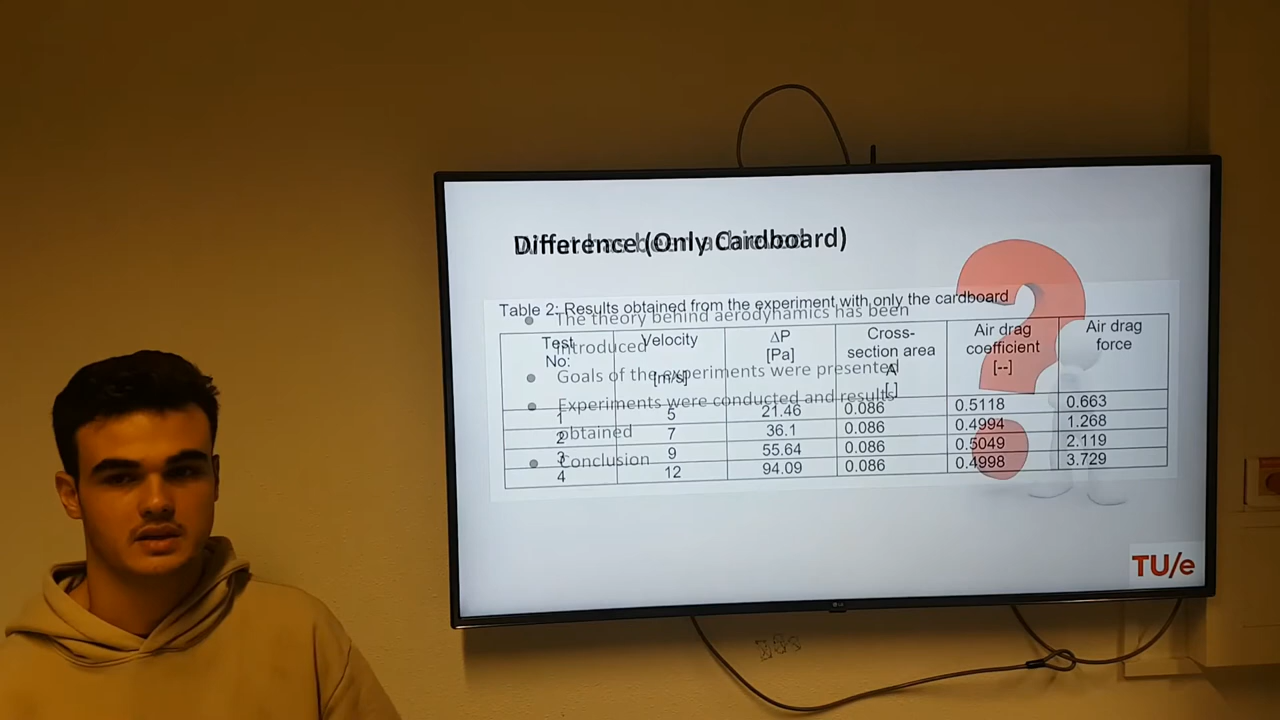 Difference (Only Cardboard)
Table 2: Results obtained from the experiment with only the cardboard
The theory behind aerodynamics has been
introduced
Goals of the experiments were presented
Experiments were conducted and results
obtained
Conclusion
Test No: Velocity [m/s] ΔP [Pa] Cross-section area A [.] Air drag coefficient [--] Air drag force
1 5 21.46 0.086 0.5118 0.663
2 7 36.1 0.086 0.4994 1.268
3 9 55.64 0.086 0.5049 2.119
4 12 94.09 0.086 0.4998 3.729
TU/e
LG